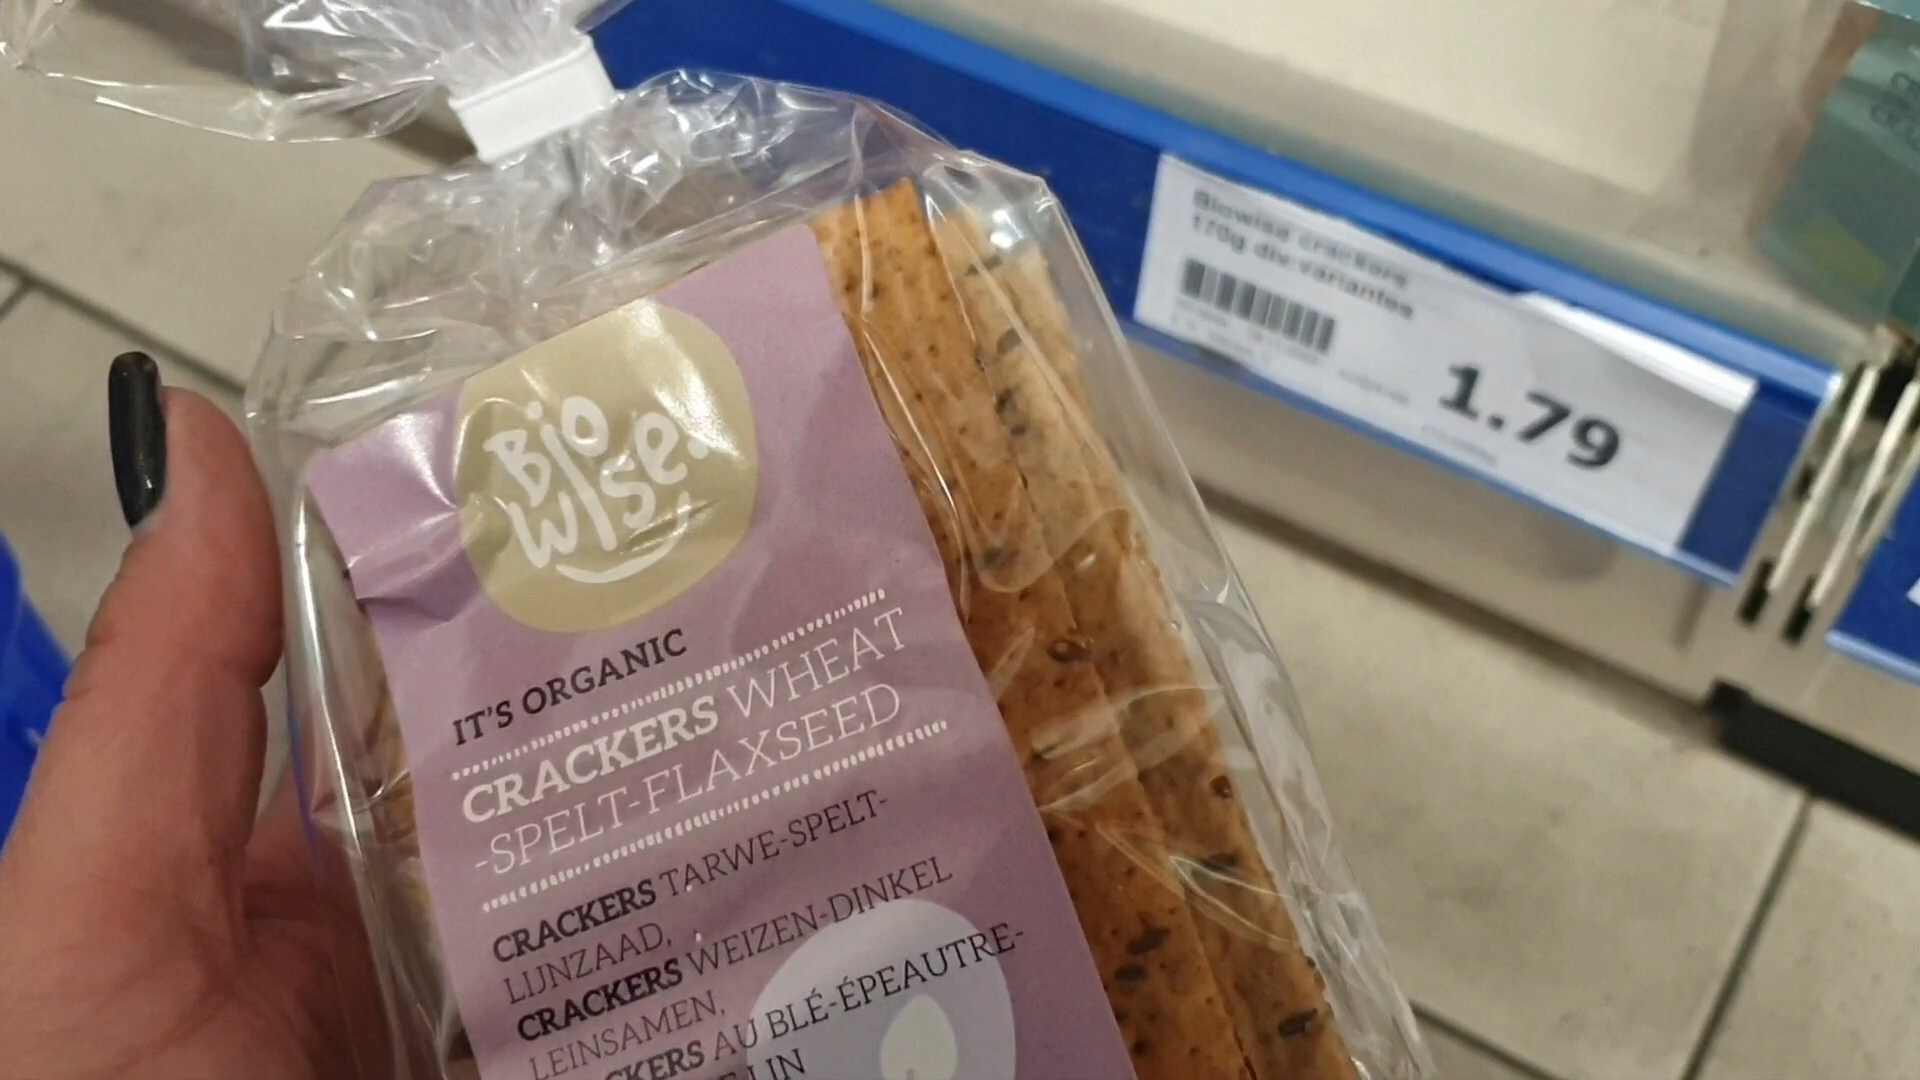 Bio
wise.
IT'S ORGANIC
CRACKERS WHEAT
-SPELT-FLAXSEED
CRACKERS TARWE-SPELT-
LIJNZAAD,
CRACKERS WEIZEN-DINKEL
LEINSAMEN,
CKERS AU BLÉ-ÉPEAUTRE-
LIN
Biowise crackers
170g div.variantes
1.79